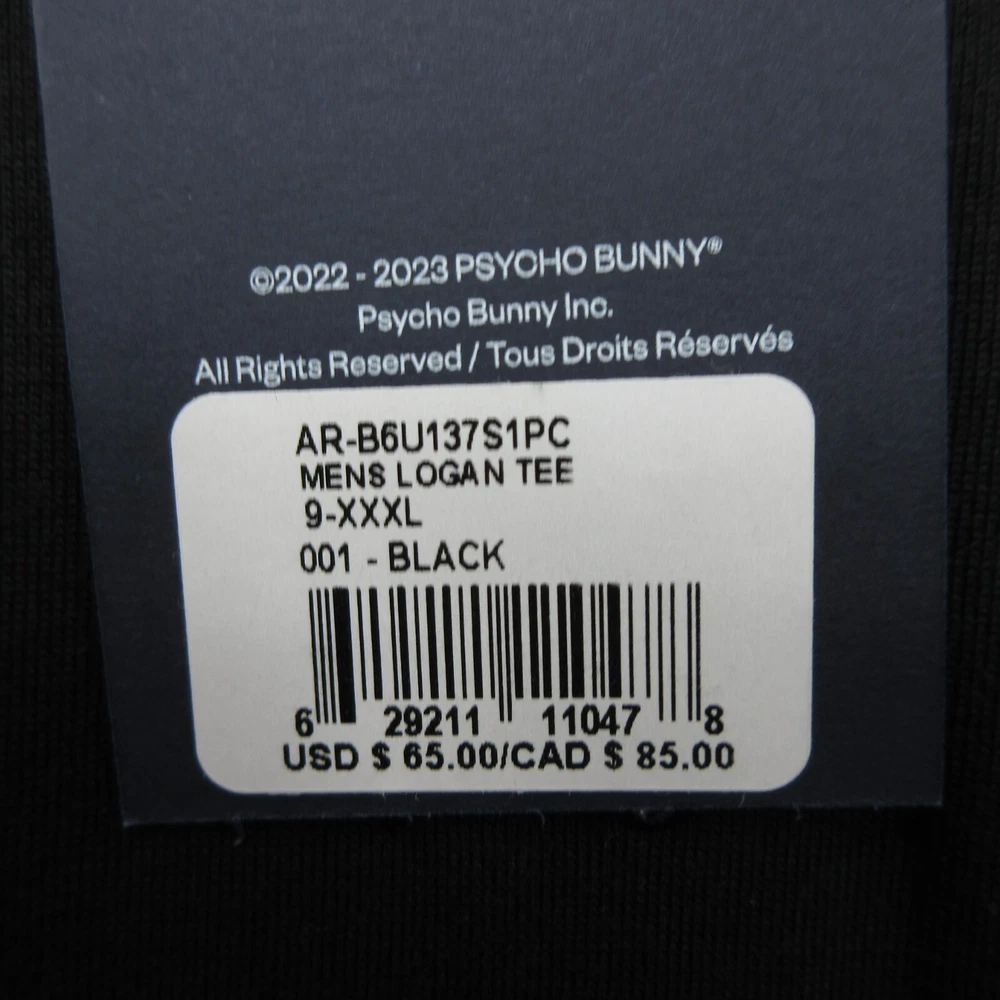 ©2022 - 2023 PSYCHO BUNNY®
Psycho Bunny Inc.
All Rights Reserved / Tous Droits Réservés
AR-B6U137S1PC
MENS LOGAN TEE
9-XXXL
001 - BLACK
6 29211 11047 8
USD $ 65.00/CAD $ 85.00